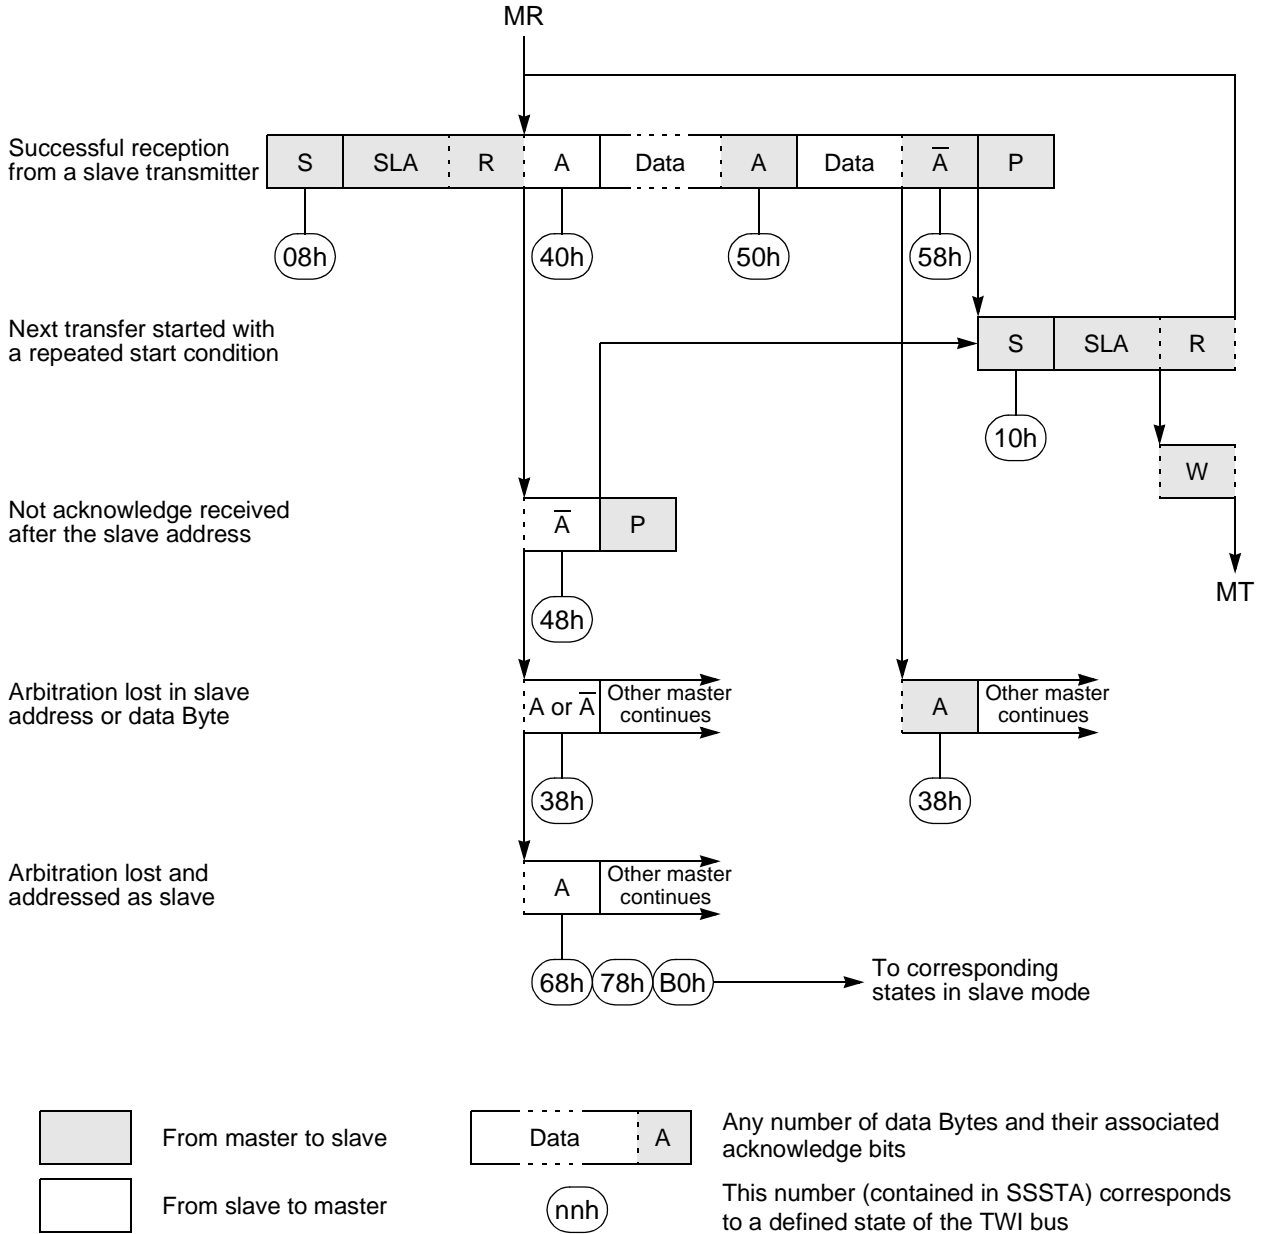 MR
Successful reception
from a slave transmitter
S SLA R A Data A Data A̅ P
08h 40h 50h 58h
Next transfer started with
a repeated start condition
S SLA R
10h
W
MT
Not acknowledge received
after the slave address
A̅ P
48h
Arbitration lost in slave
address or data Byte
A or A̅ Other master
continues
A Other master
continues
38h 38h
Arbitration lost and
addressed as slave
A Other master
continues
68h 78h B0h
To corresponding
states in slave mode
From master to slave
Data A
Any number of data Bytes and their associated
acknowledge bits
From slave to master
nnh
This number (contained in SSSTA) corresponds
to a defined state of the TWI bus